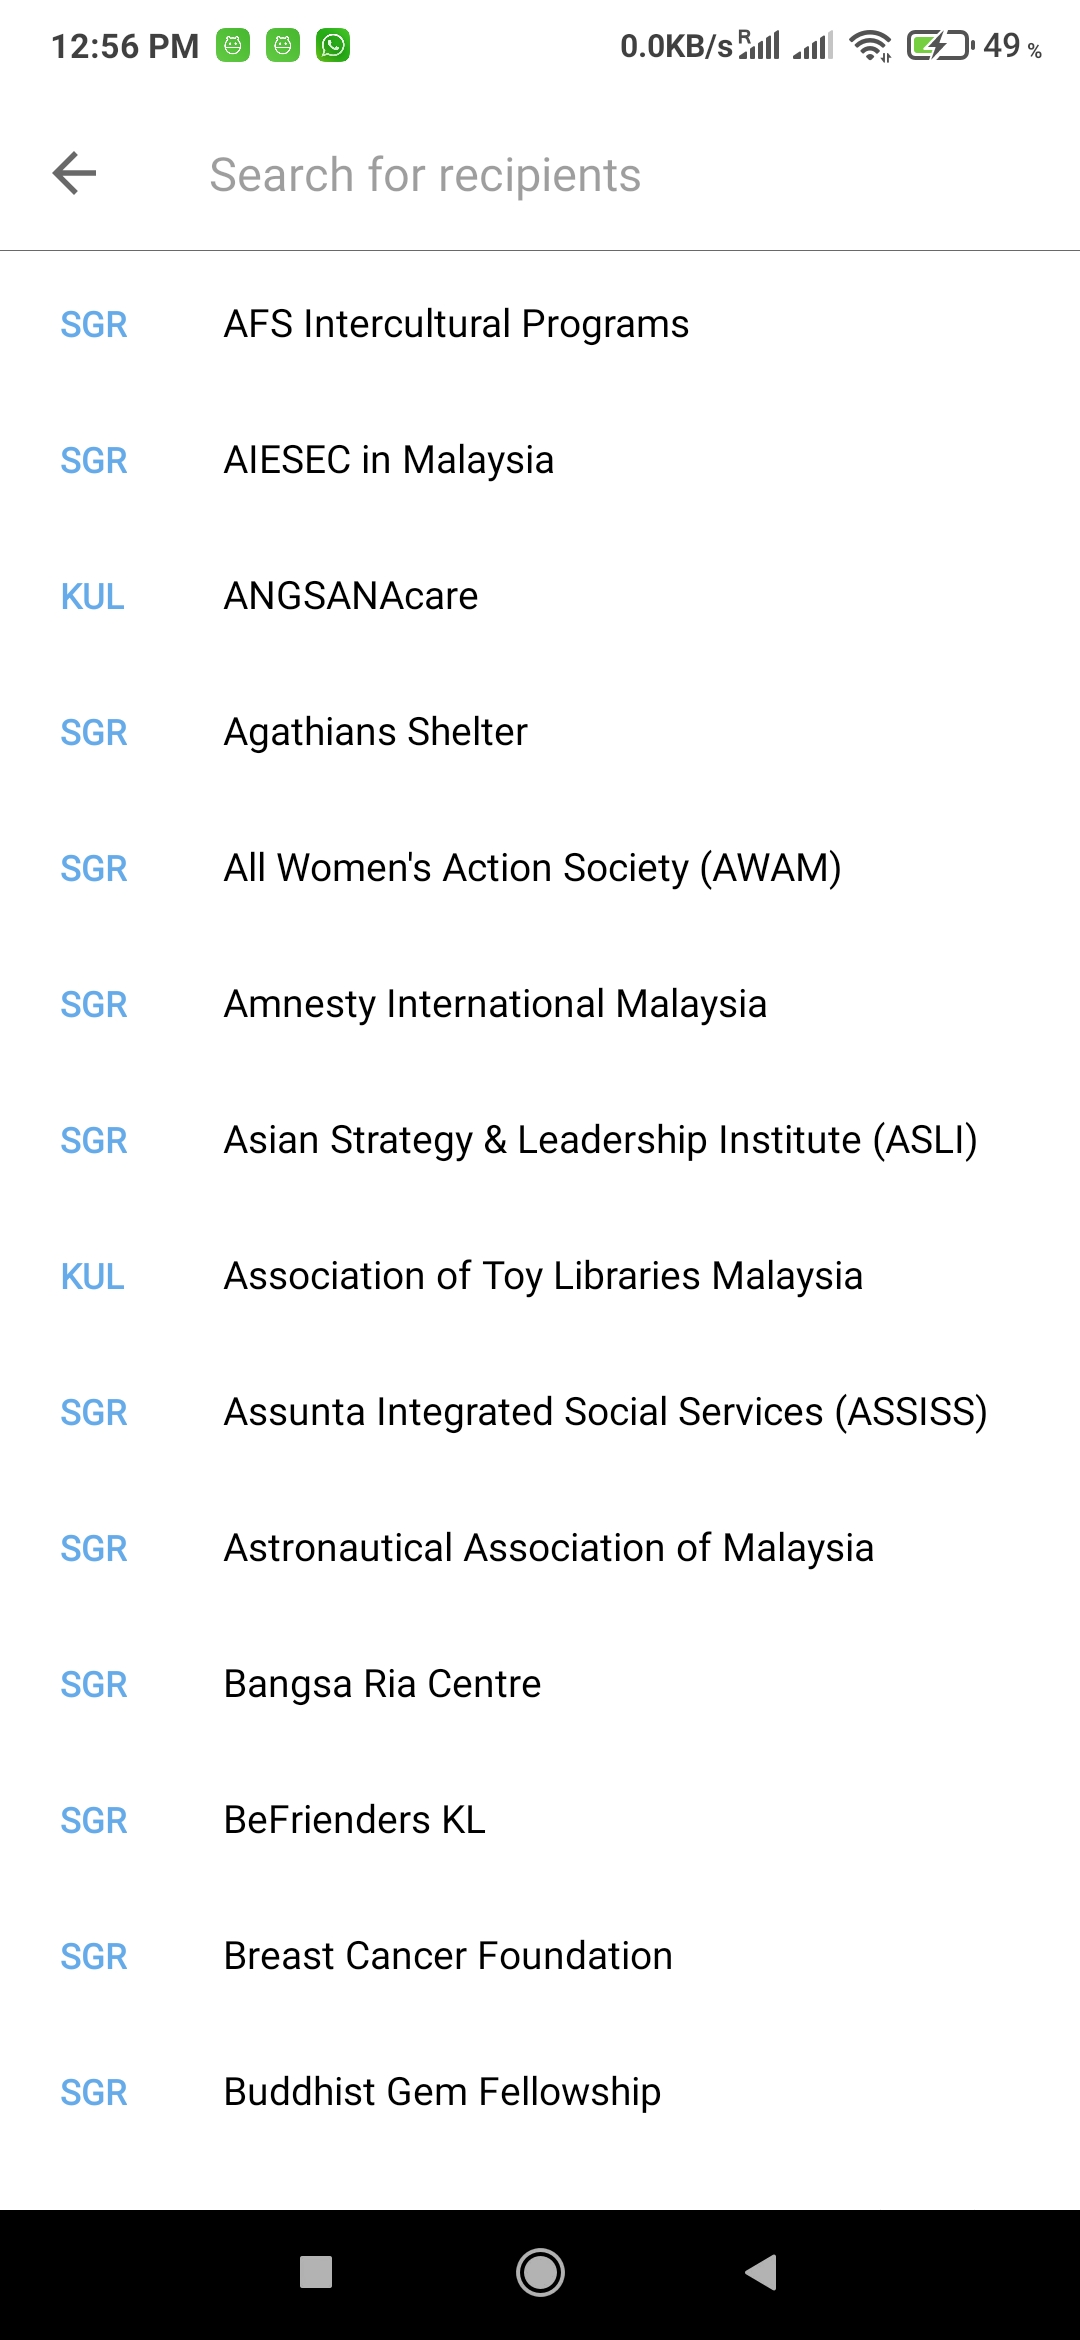 12:56 PM 0.0KB/s R 49 %
Search for recipients
SGR AFS Intercultural Programs
SGR AIESEC in Malaysia
KUL ANGSANAcare
SGR Agathians Shelter
SGR All Women's Action Society (AWAM)
SGR Amnesty International Malaysia
SGR Asian Strategy & Leadership Institute (ASLI)
KUL Association of Toy Libraries Malaysia
SGR Assunta Integrated Social Services (ASSISS)
SGR Astronautical Association of Malaysia
SGR Bangsa Ria Centre
SGR BeFrienders KL
SGR Breast Cancer Foundation
SGR Buddhist Gem Fellowship